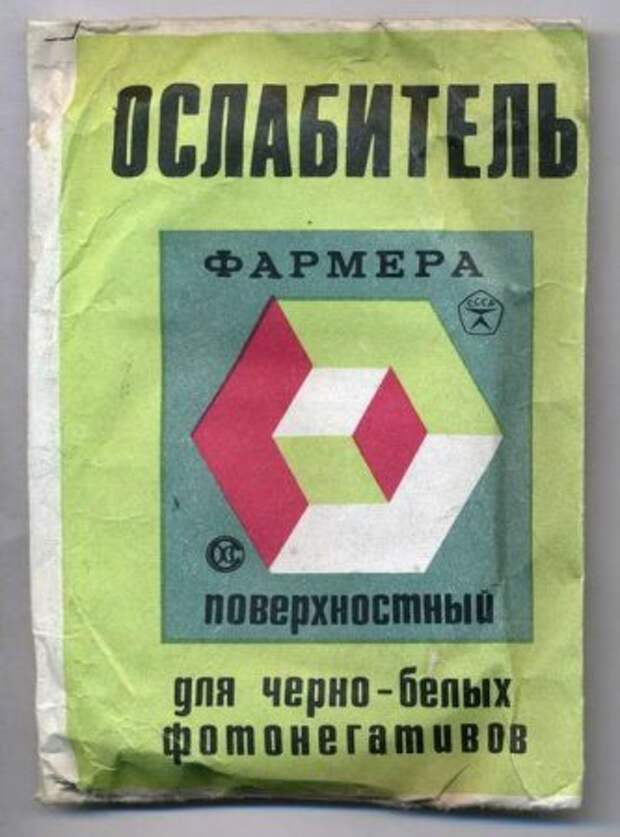 ОСЛАБИТЕЛЬ
ФАРМЕРА
СССР
поверхностный
для черно-белых
фотонегативов